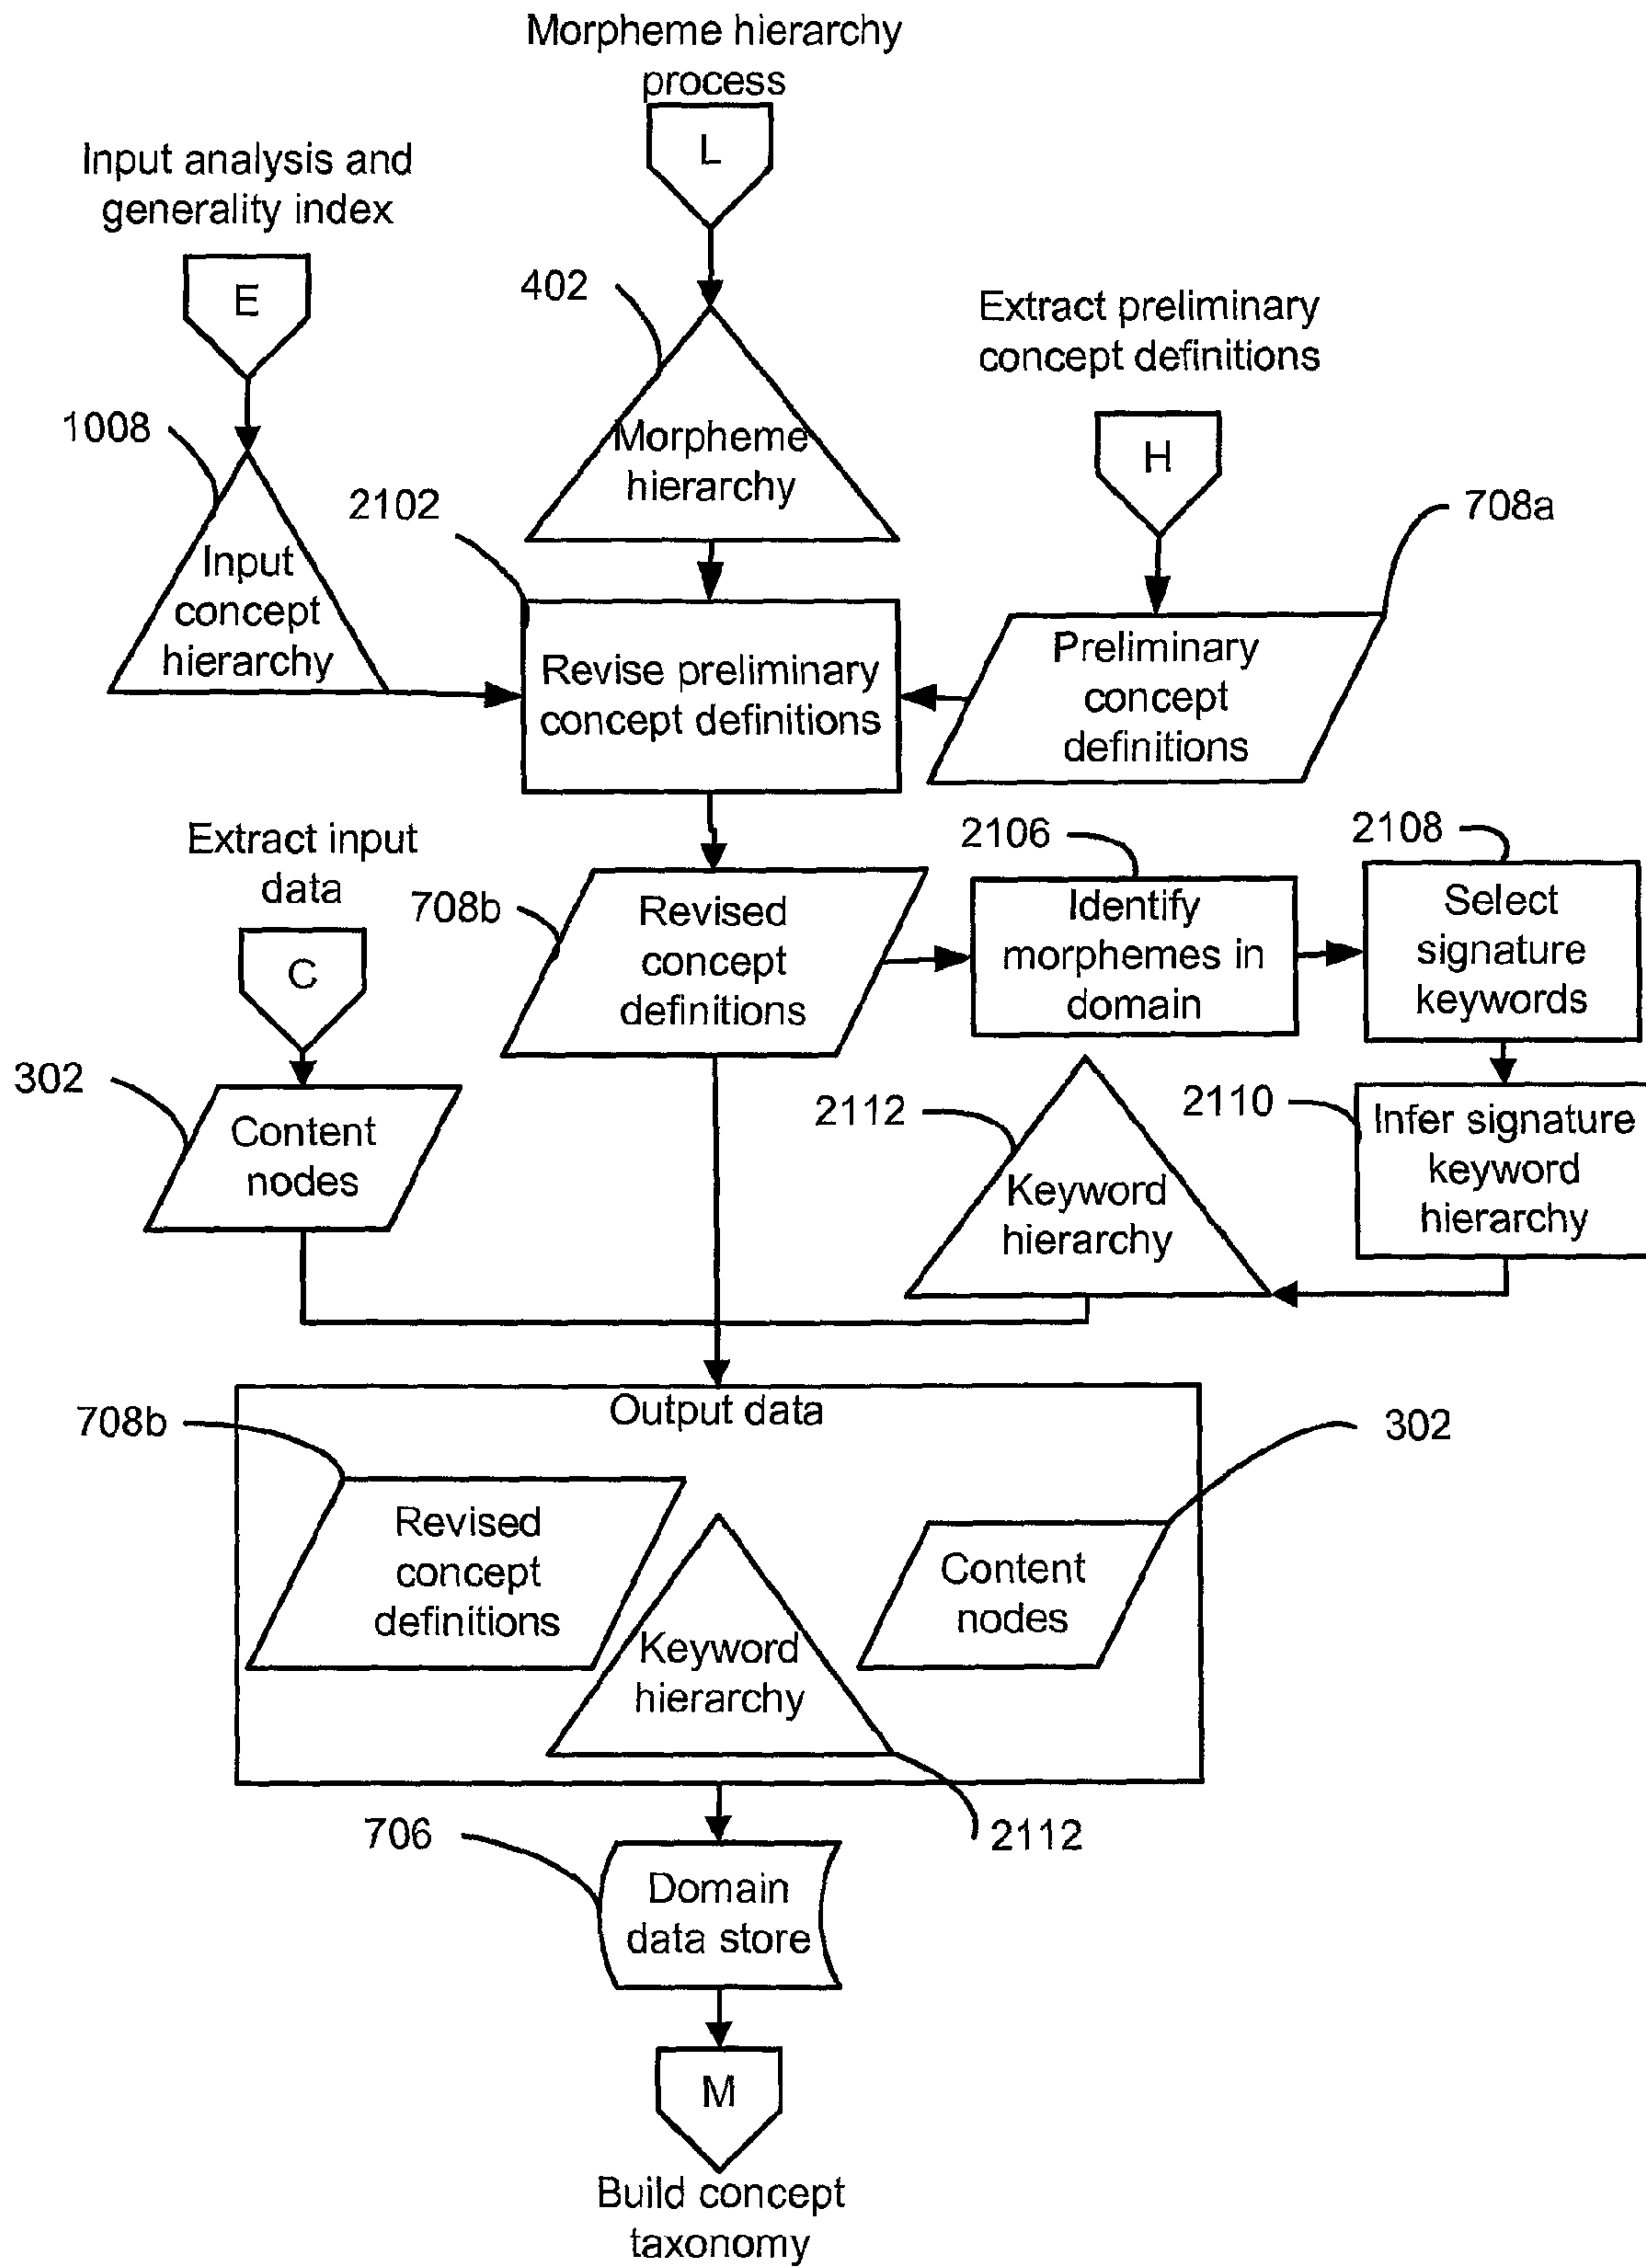 Morpheme hierarchy
process
L
Input analysis and
generality index
E
402
Extract preliminary
concept definitions
H
1008
Morpheme
hierarchy
2102
708a
Input
concept
hierarchy
Revise preliminary
concept definitions
Preliminary
concept
definitions
Extract input
data
C
708b
Revised
concept
definitions
2106
Identify
morphemes in
domain
2108
Select
signature
keywords
302
Content
nodes
2112
Keyword
hierarchy
2110
Infer signature
keyword
hierarchy
Output data
708b
302
Revised
concept
definitions
Keyword
hierarchy
Content
nodes
2112
706
Domain
data store
M
Build concept
taxonomy